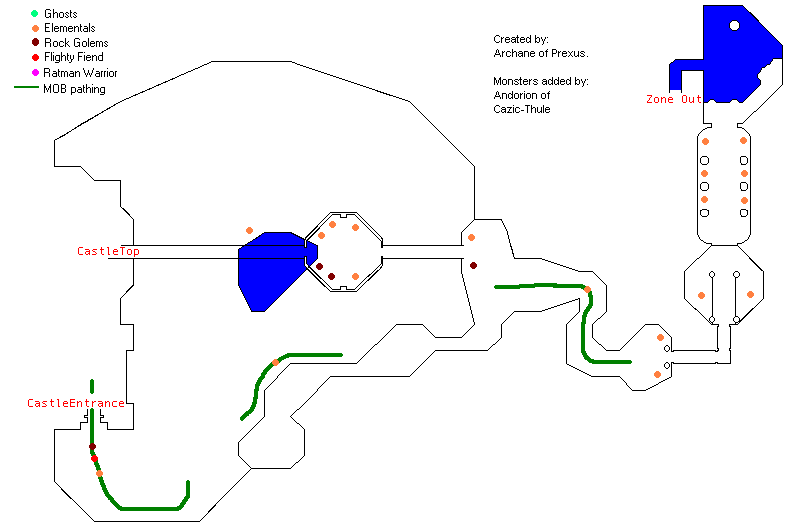 Ghosts
Elementals
Rock Golems
Flighty Fiend
Ratman Warrior
MOB pathing
Created by:
Archane of Prexus.
Monsters added by:
Andorion of
Cazic-Thule
Zone Out
CastleTop
CastleEntrance